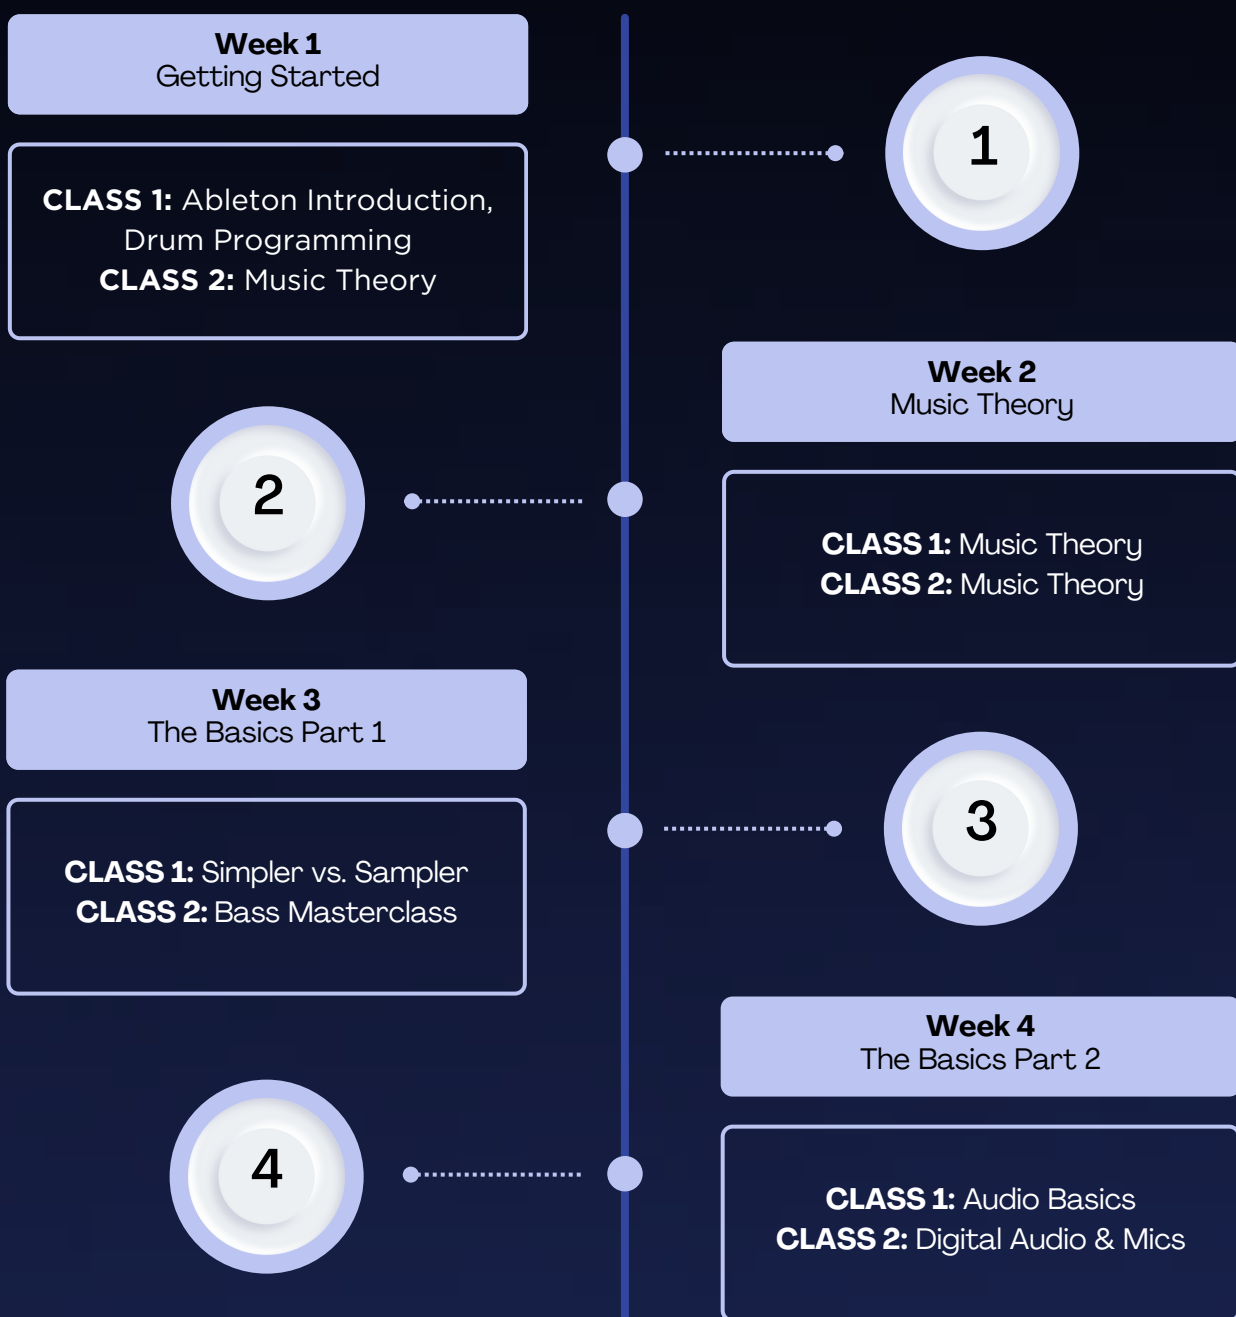 Week 1
Getting Started
1
CLASS 1: Ableton Introduction,
Drum Programming
CLASS 2: Music Theory
Week 2
Music Theory
2
CLASS 1: Music Theory
CLASS 2: Music Theory
Week 3
The Basics Part 1
3
CLASS 1: Simpler vs. Sampler
CLASS 2: Bass Masterclass
Week 4
The Basics Part 2
4
CLASS 1: Audio Basics
CLASS 2: Digital Audio & Mics